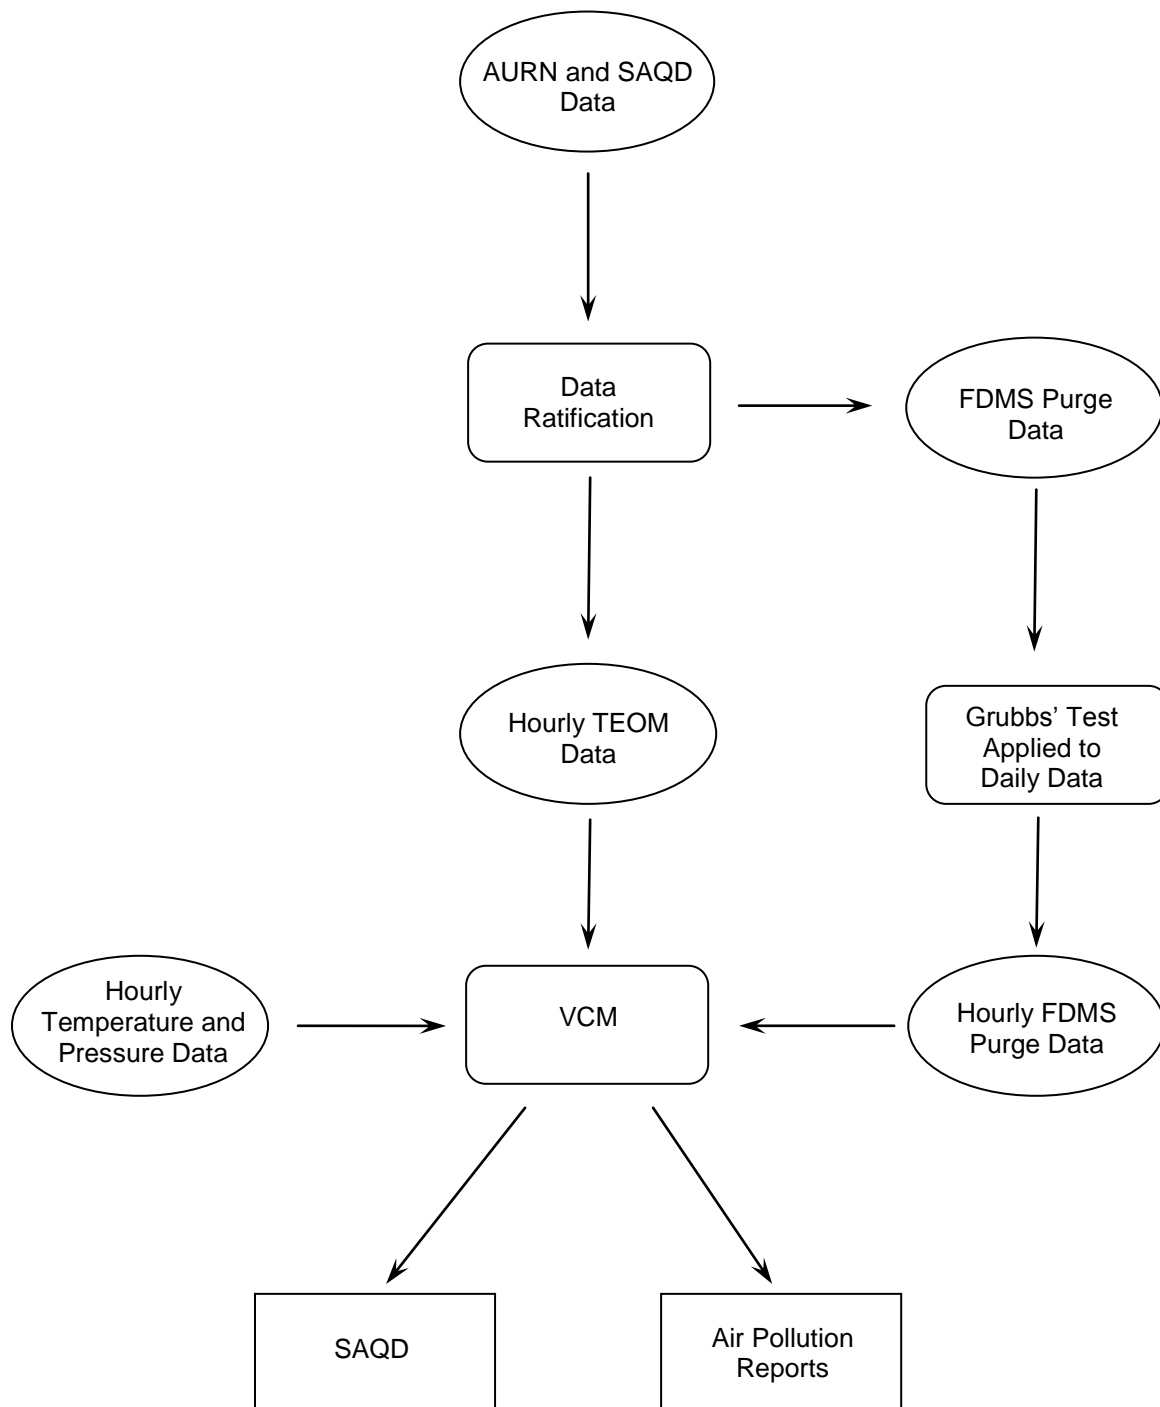 AURN and SAQD
Data
Data
Ratification
FDMS Purge
Data
Hourly TEOM
Data
Grubbs’ Test
Applied to
Daily Data
Hourly
Temperature and
Pressure Data
VCM
Hourly FDMS
Purge Data
SAQD
Air Pollution
Reports